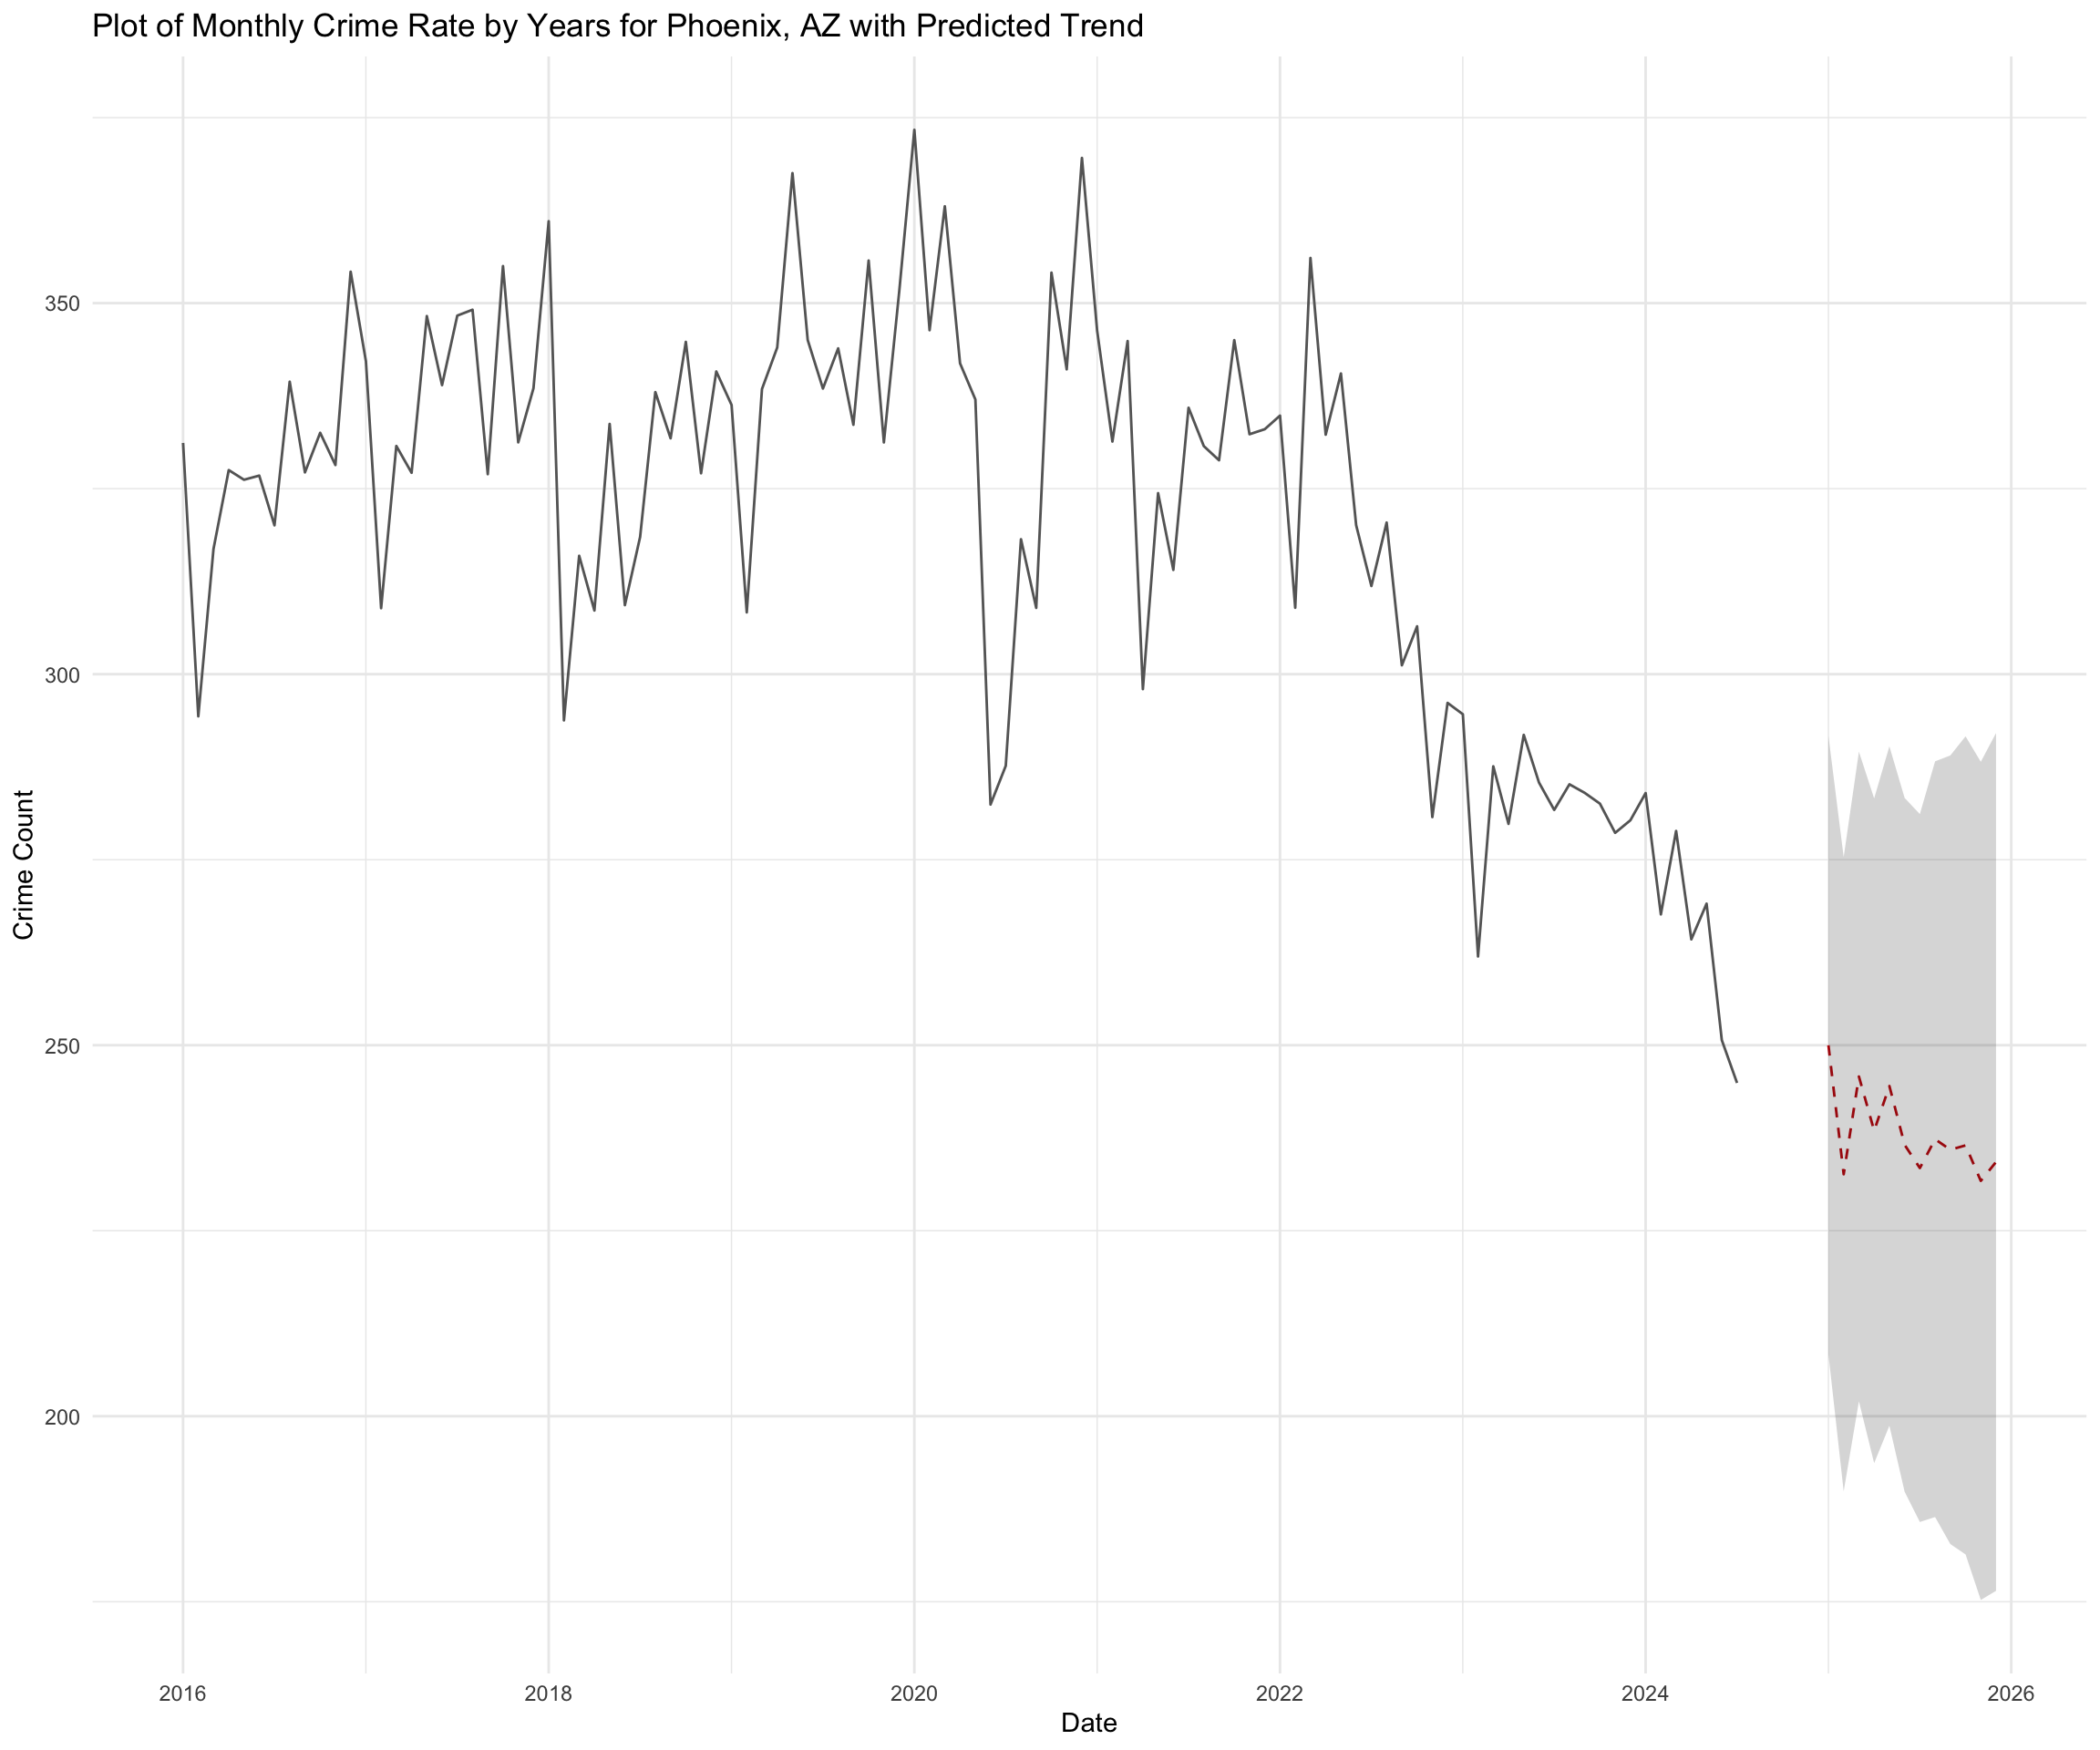 Plot of Monthly Crime Rate by Years for Phoenix, AZ with Predicted Trend
350
300
250
200
Crime Count
2016 2018 2020 2022 2024 2026
Date